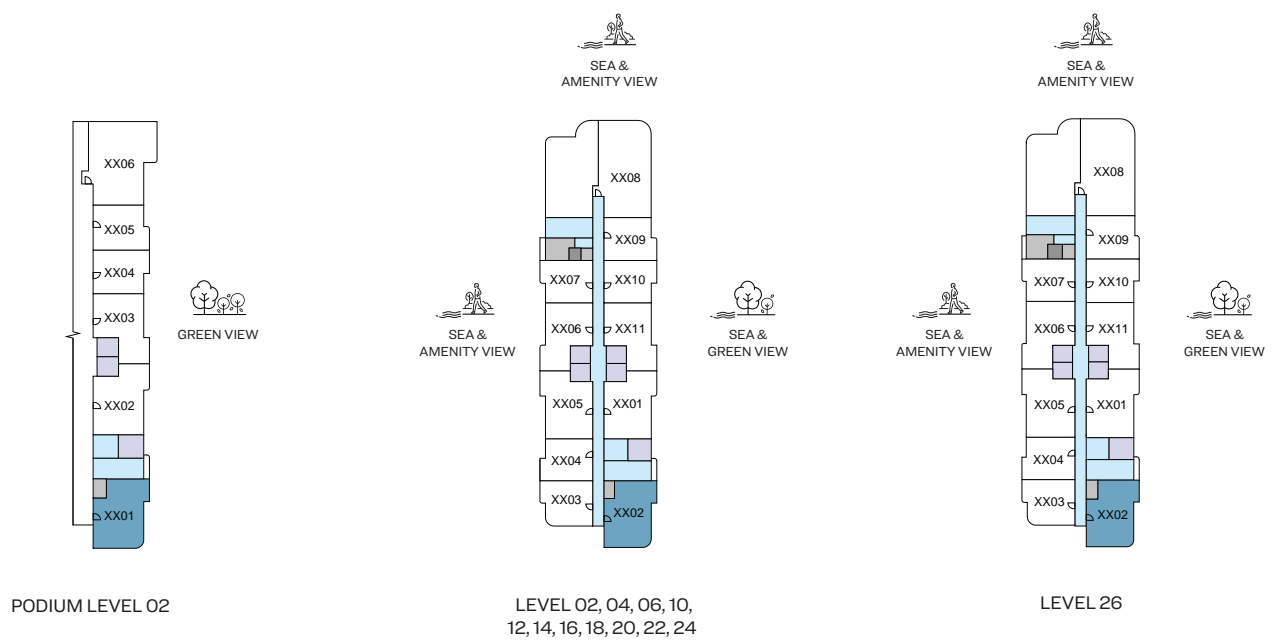 XX06
XX05
XX04
XX03
XX02
XX01
GREEN VIEW
PODIUM LEVEL 02
SEA &
AMENITY VIEW
XX08
XX09
XX07
XX10
XX06
XX11
XX05
XX01
XX04
XX03
XX02
SEA &
AMENITY VIEW
SEA &
GREEN VIEW
LEVEL 02, 04, 06, 10,
12, 14, 16, 18, 20, 22, 24
SEA &
AMENITY VIEW
XX08
XX09
XX07
XX10
XX06
XX11
XX05
XX01
XX04
XX03
XX02
SEA &
AMENITY VIEW
SEA &
GREEN VIEW
LEVEL 26